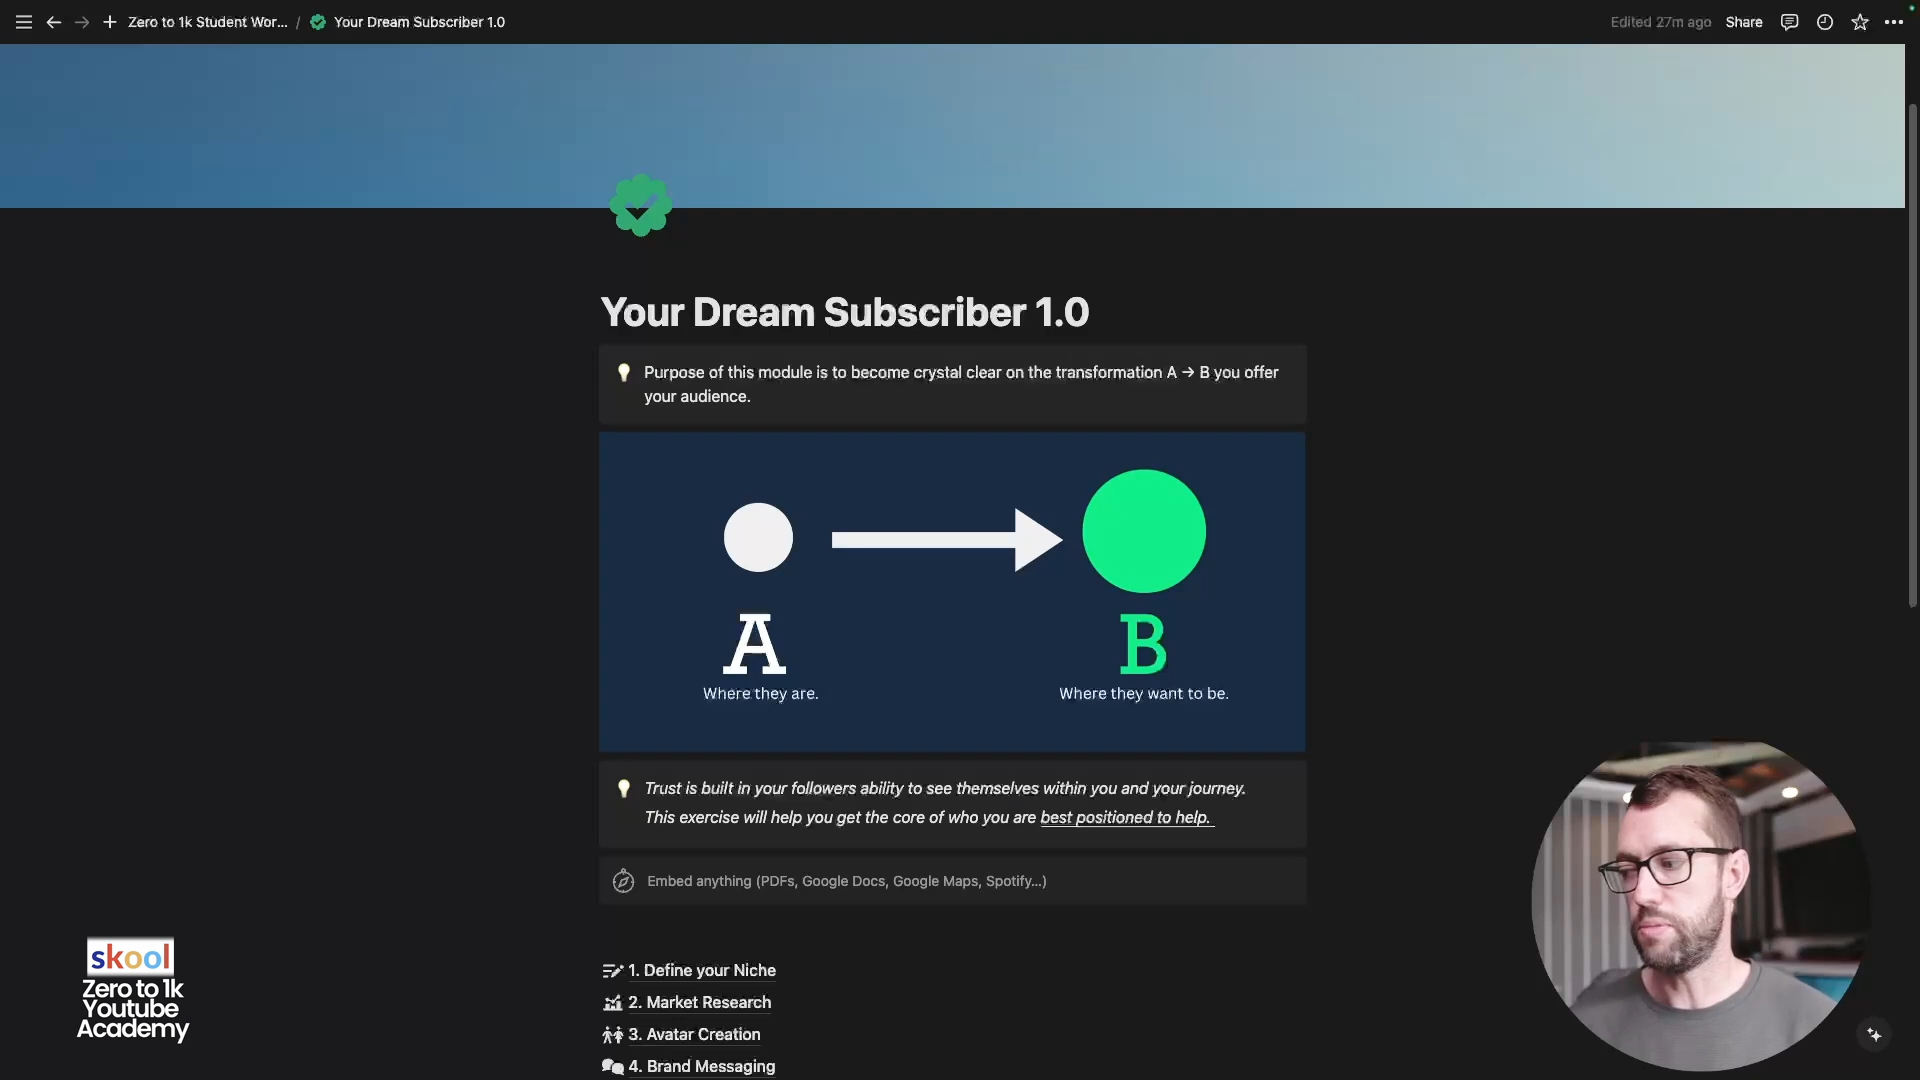 Zero to 1k Student Wor... / Your Dream Subscriber 1.0
Edited 27m ago Share
Your Dream Subscriber 1.0
Purpose of this module is to become crystal clear on the transformation A → B you offer
your audience.
A B
Where they are. Where they want to be.
Trust is built in your followers ability to see themselves within you and your journey.
This exercise will help you get the core of who you are best positioned to help.
Embed anything (PDFs, Google Docs, Google Maps, Spotify...)
1. Define your Niche
2. Market Research
3. Avatar Creation
4. Brand Messaging
skool
Zero to 1k
Youtube
Academy